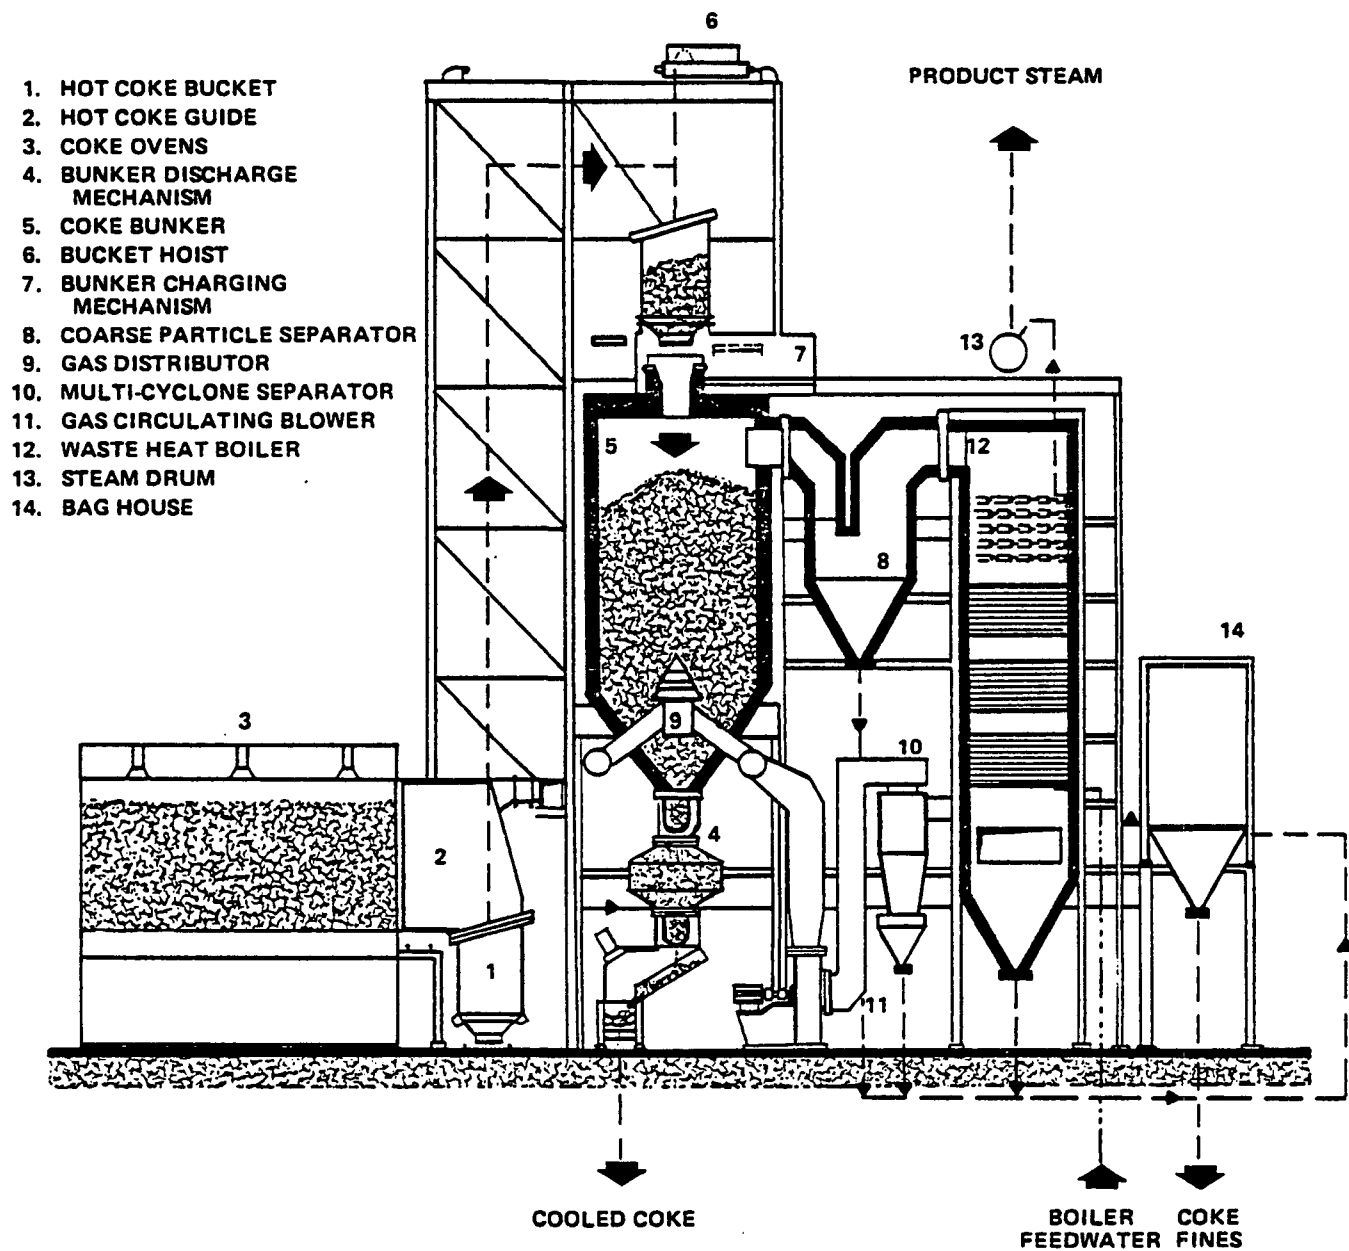 6
PRODUCT STEAM
1. HOT COKE BUCKET
2. HOT COKE GUIDE
3. COKE OVENS
4. BUNKER DISCHARGE
MECHANISM
5. COKE BUNKER
6. BUCKET HOIST
7. BUNKER CHARGING
MECHANISM
8. COARSE PARTICLE SEPARATOR
9. GAS DISTRIBUTOR
10. MULTI-CYCLONE SEPARATOR
11. GAS CIRCULATING BLOWER
12. WASTE HEAT BOILER
13. STEAM DRUM
14. BAG HOUSE
13
7
5
12
8
14
3
9
10
4
2
1
11
COOLED COKE
BOILER
FEEDWATER
COKE
FINES